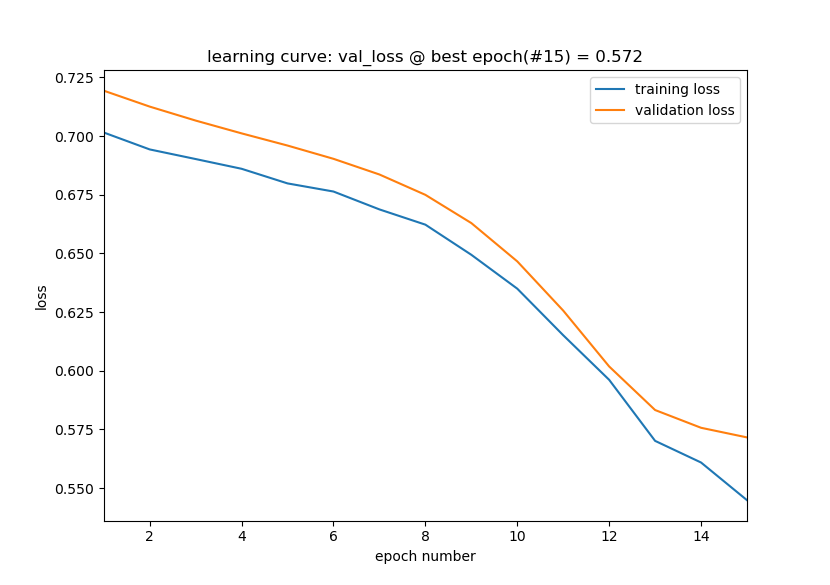 learning curve: val_loss @ best epoch(#15) = 0.572
training loss
validation loss
0.725
0.700
0.675
0.650
0.625
0.600
0.575
0.550
loss
2 4 6 8 10 12 14
epoch number